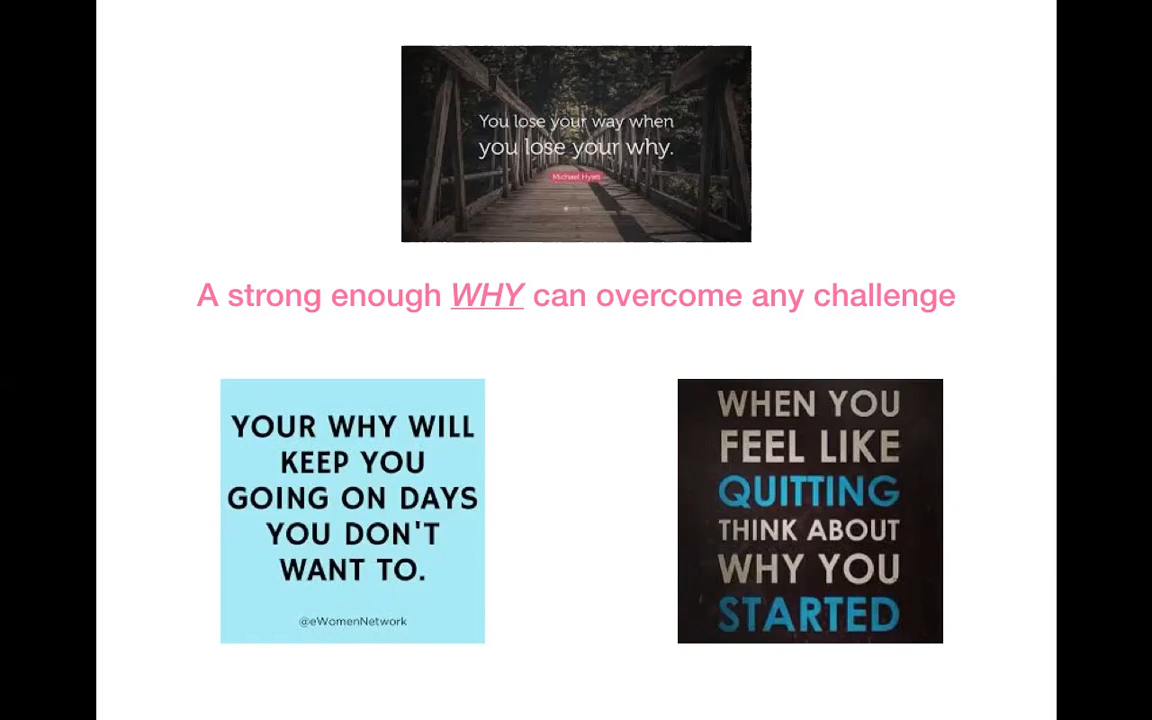 You lose your way when
you lose your why.
Michael Hyatt
A strong enough WHY can overcome any challenge
YOUR WHY WILL
KEEP YOU
GOING ON DAYS
YOU DON'T
WANT TO.
@eWomenNetwork
WHEN YOU
FEEL LIKE
QUITTING
THINK ABOUT
WHY YOU
STARTED